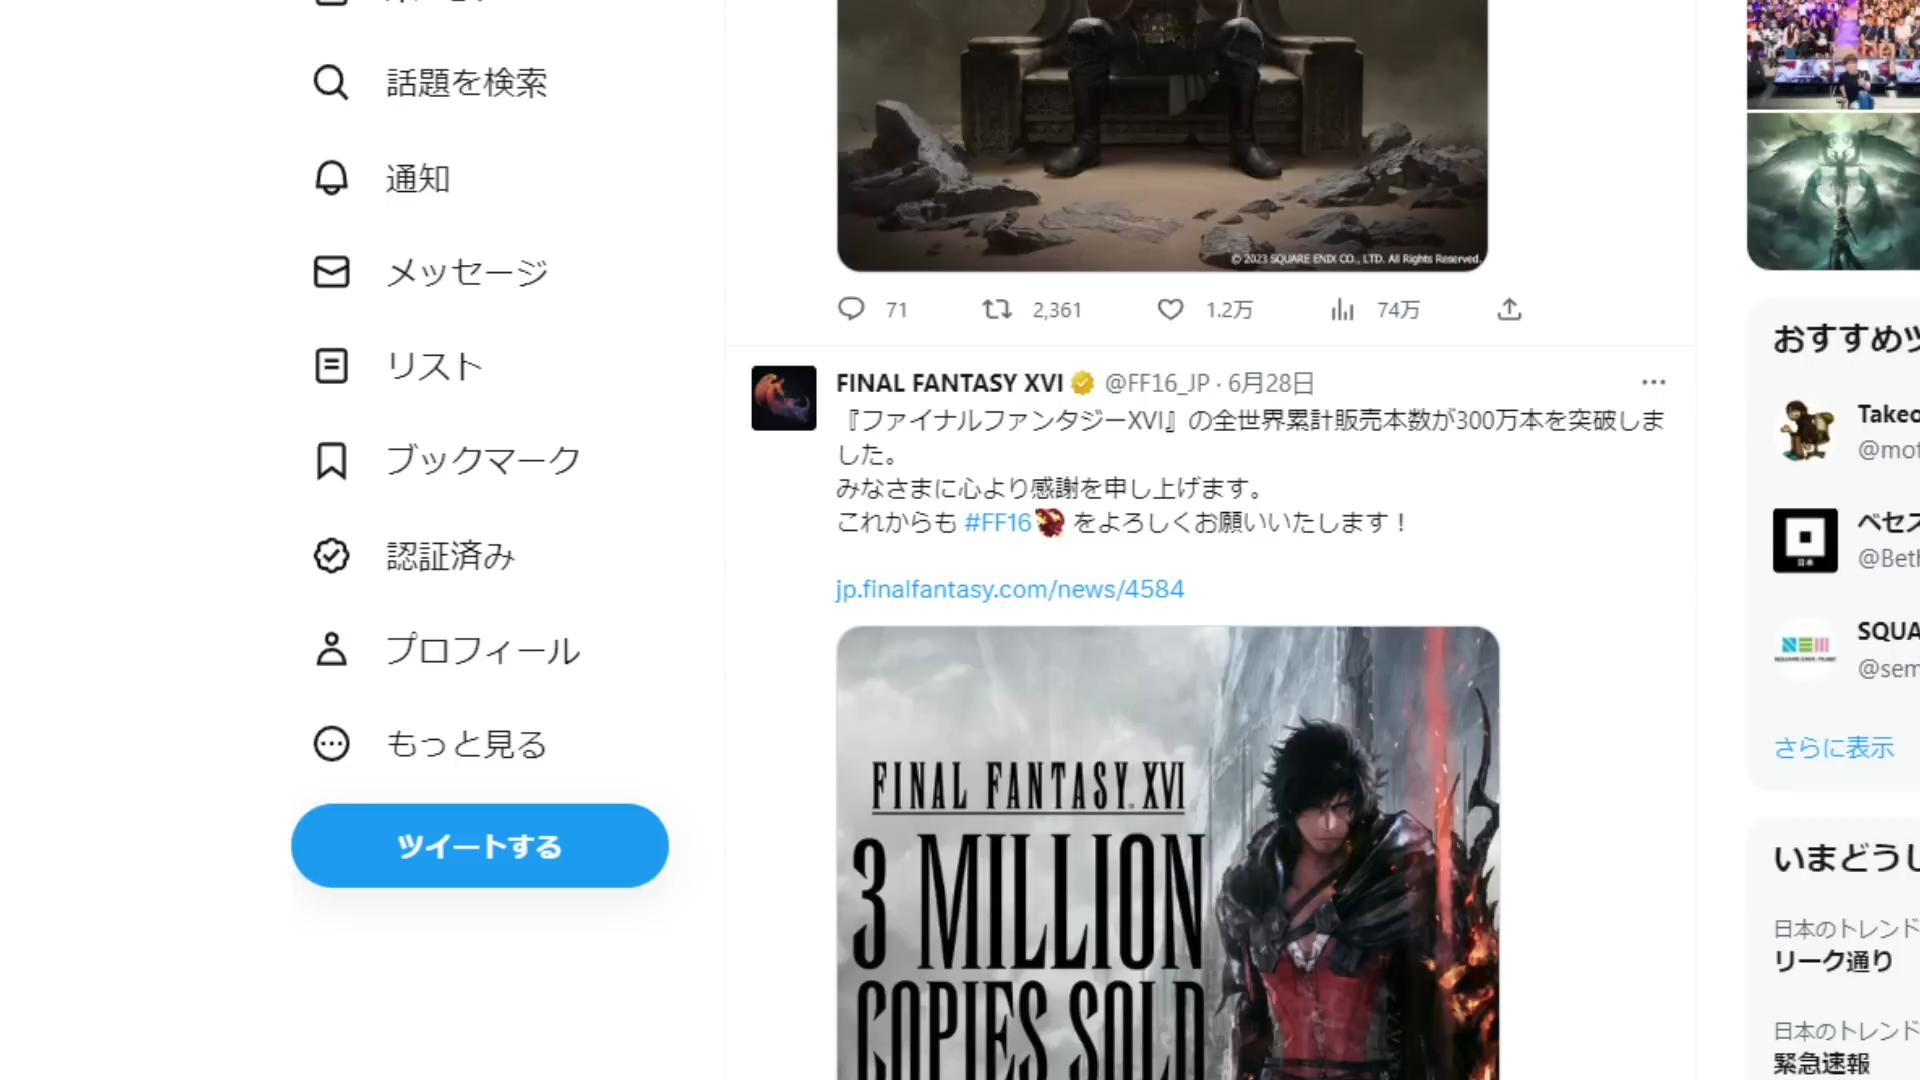 話題を検索
通知
メッセージ
リスト
ブックマーク
認証済み
プロフィール
もっと見る
ツイートする
© 2023 SQUARE ENIX CO., LTD. All Rights Reserved.
71 2,361 1.2万 74万
FINAL FANTASY XVI @FF16_JP · 6月28日
『ファイナルファンタジーXVI』の全世界累計販売本数が300万本を突破しま
した。
みなさまに心より感謝を申し上げます。
これからも #FF16 をよろしくお願いいたします！
jp.finalfantasy.com/news/4584
FINAL FANTASY XVI
3 MILLION
COPIES SOLD
おすすめ
Takeo
@mot
ベセス
@Beth
日本
SQUA
@sem
さらに表示
いまどうし
日本のトレンド
リーク通り
日本のトレンド
緊急速報